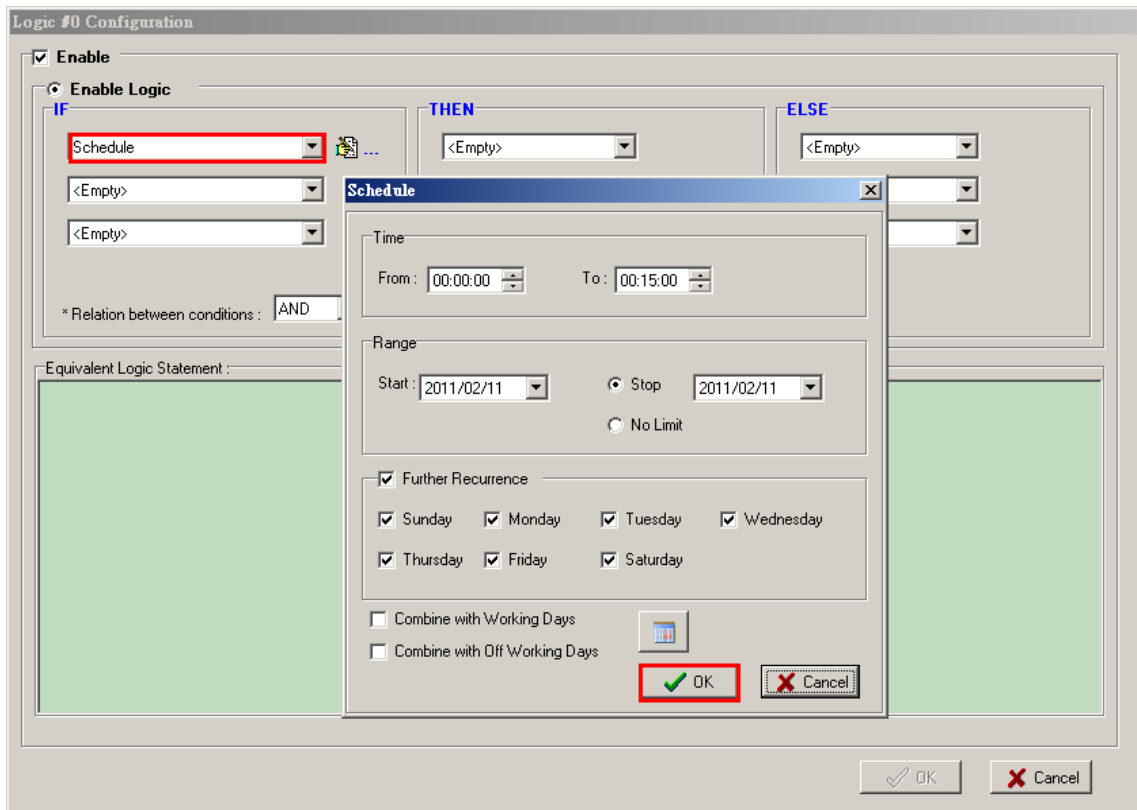 Logic #0 Configuration
Enable
Enable Logic
IF
THEN
ELSE
Schedule
...
<Empty>
<Empty>
<Empty>
<Empty>
* Relation between conditions :
AND
Equivalent Logic Statement :
Schedule
Time
From :
00:00:00
To :
00:15:00
Range
Start :
2011/02/11
Stop
2011/02/11
No Limit
Further Recurrence
Sunday
Monday
Tuesday
Wednesday
Thursday
Friday
Saturday
Combine with Working Days
Combine with Off Working Days
OK
Cancel
OK
Cancel